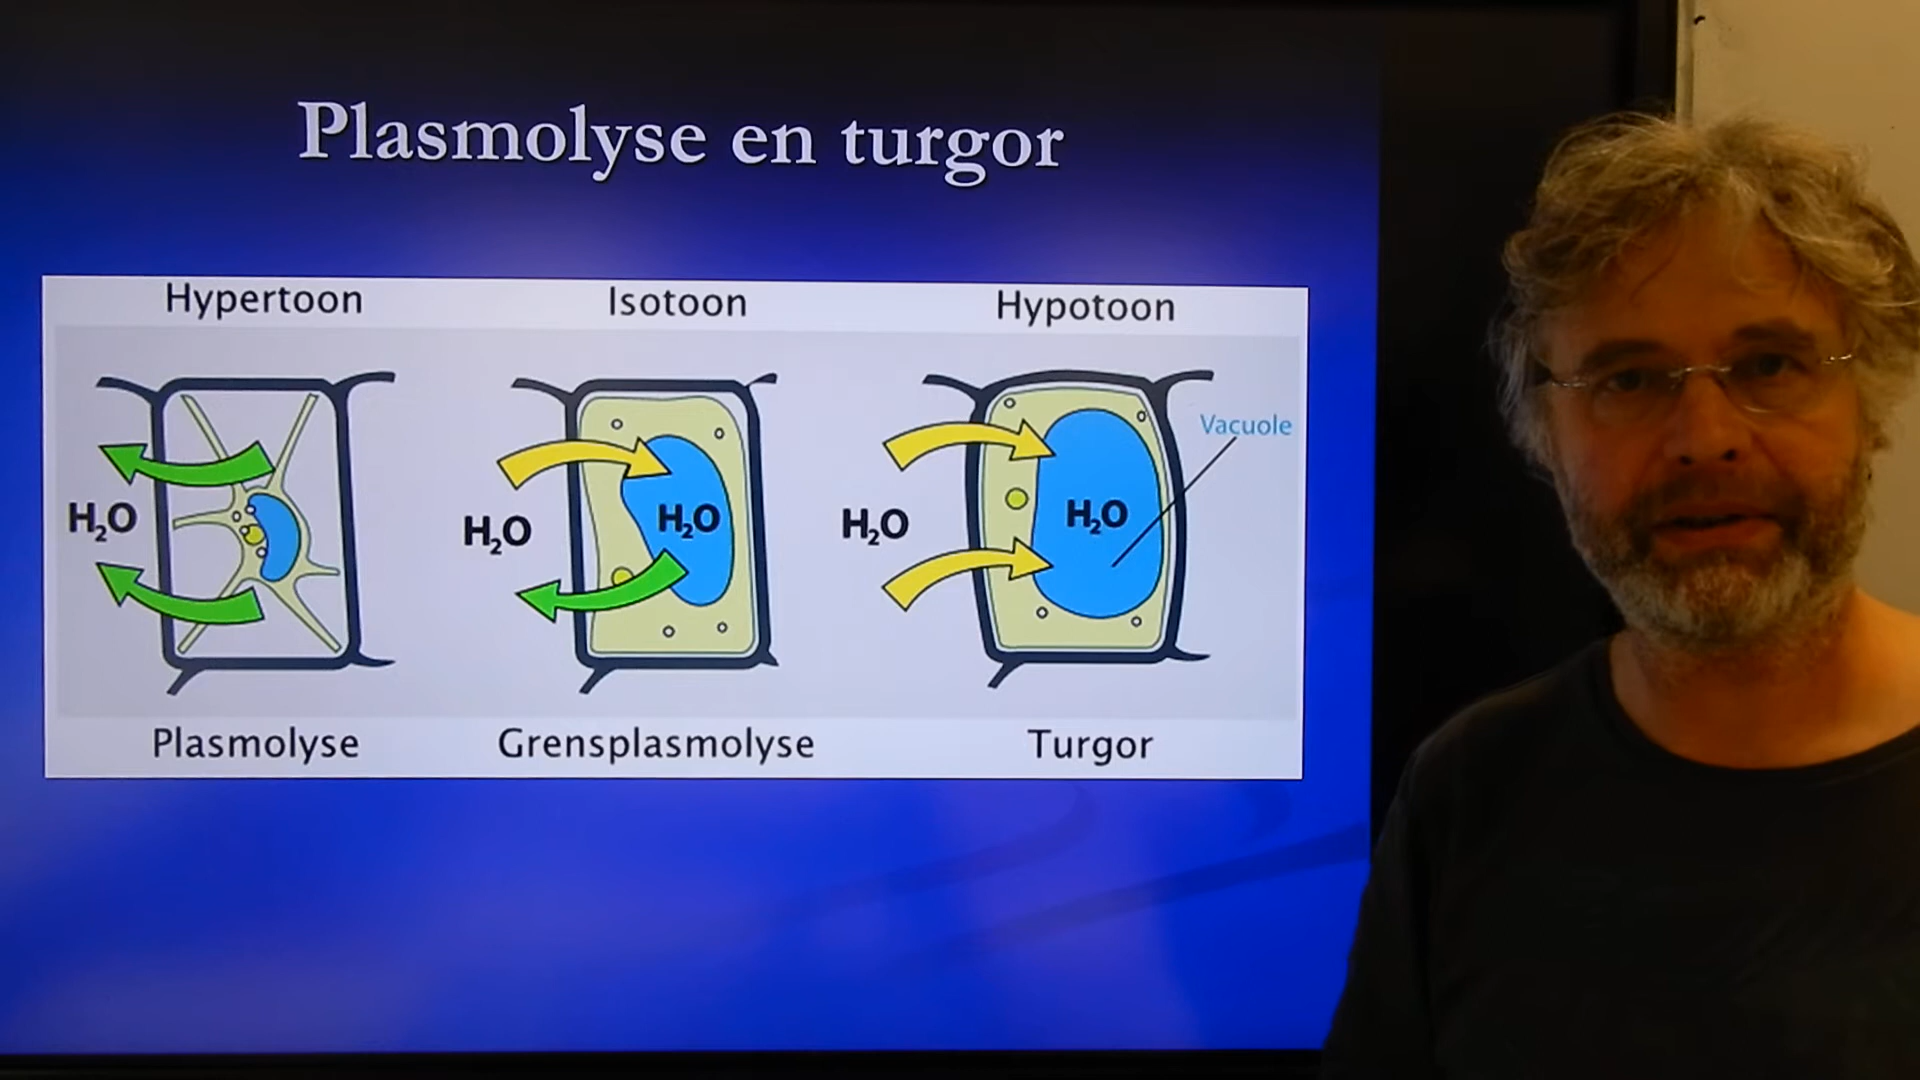 Plasmolyse en turgor
Hypertoon Isotoon Hypotoon
Vacuole
H₂O H₂O H₂O H₂O H₂O
Plasmolyse Grensplasmolyse Turgor